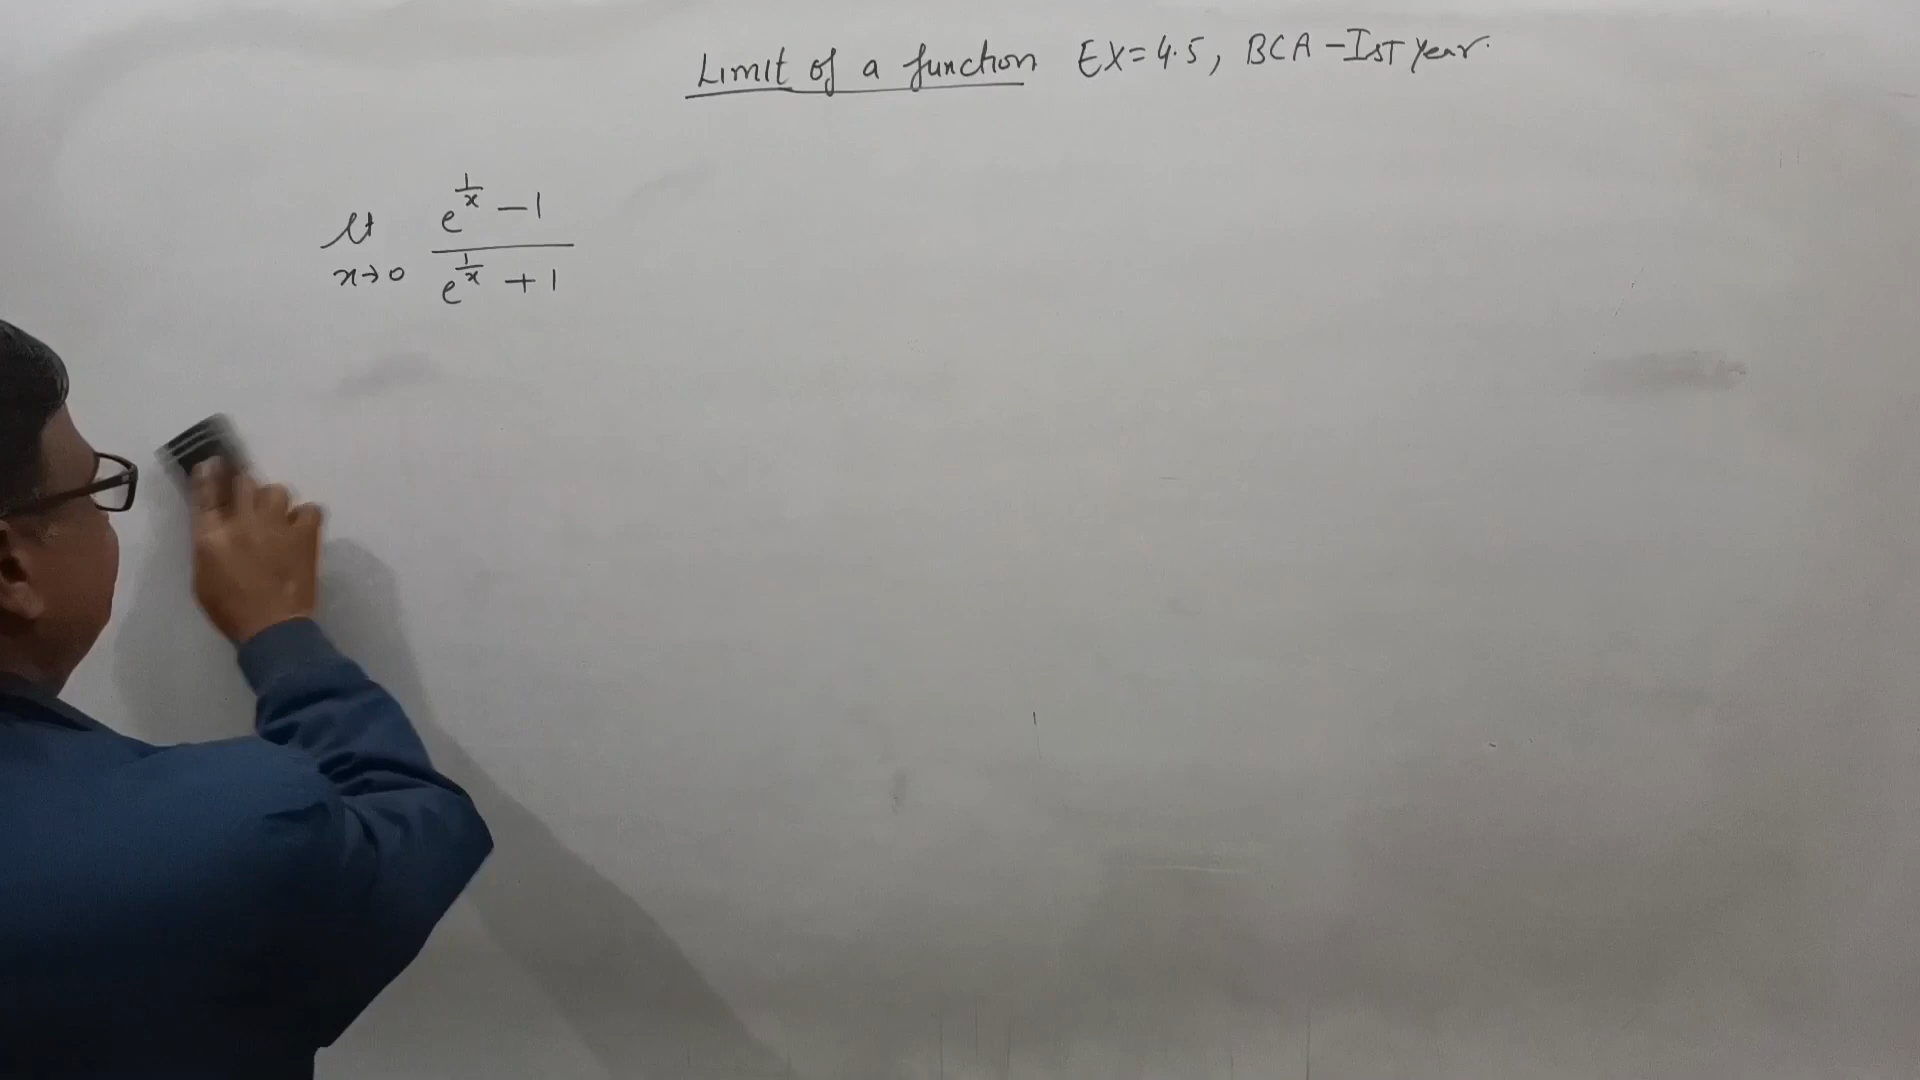 Limit of a function EX=4.5, BCA-Ist year.
lt x→0 (e^(1/x) - 1)/(e^(1/x) + 1)